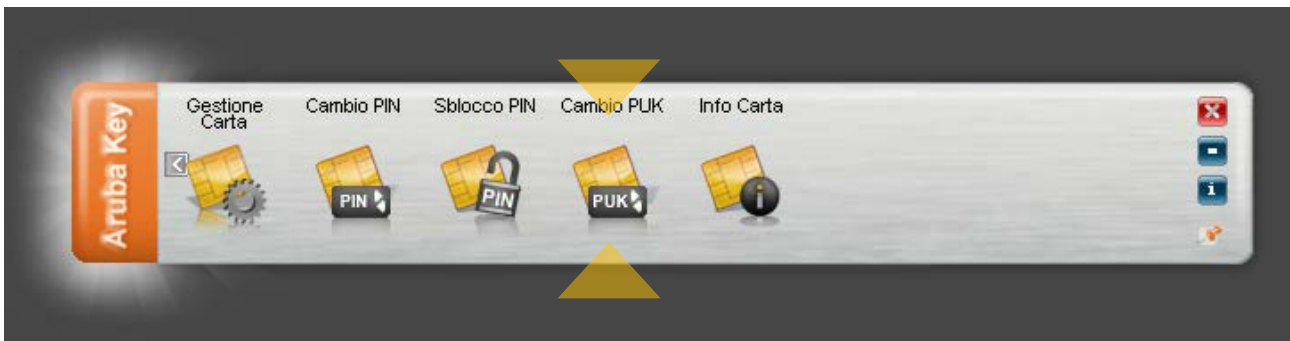 Aruba Key
Gestione
Carta
Cambio PIN
Sblocco PIN
Cambio PUK
Info Carta
PIN
PIN
PUK
i
i